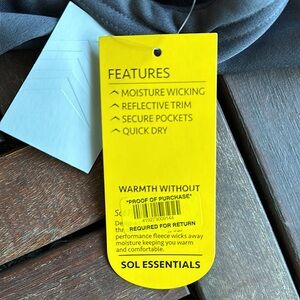 FEATURES
MOISTURE WICKING
REFLECTIVE TRIM
SECURE POCKETS
QUICK DRY
WARMTH WITHOUT
*PROOF OF PURCHASE*
REQUIRED FOR RETURN
performance fleece wicks away
moisture keeping you warm
and comfortable.
SOL ESSENTIALS